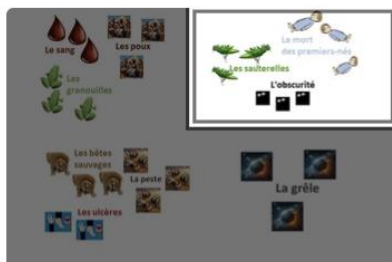 Le sang
Les poux
Les
grenouilles
La mort
des premiers-nés
Les sauterelles
L'obscurité
Les bêtes
sauvages
La peste
Les ulcères
La grêle